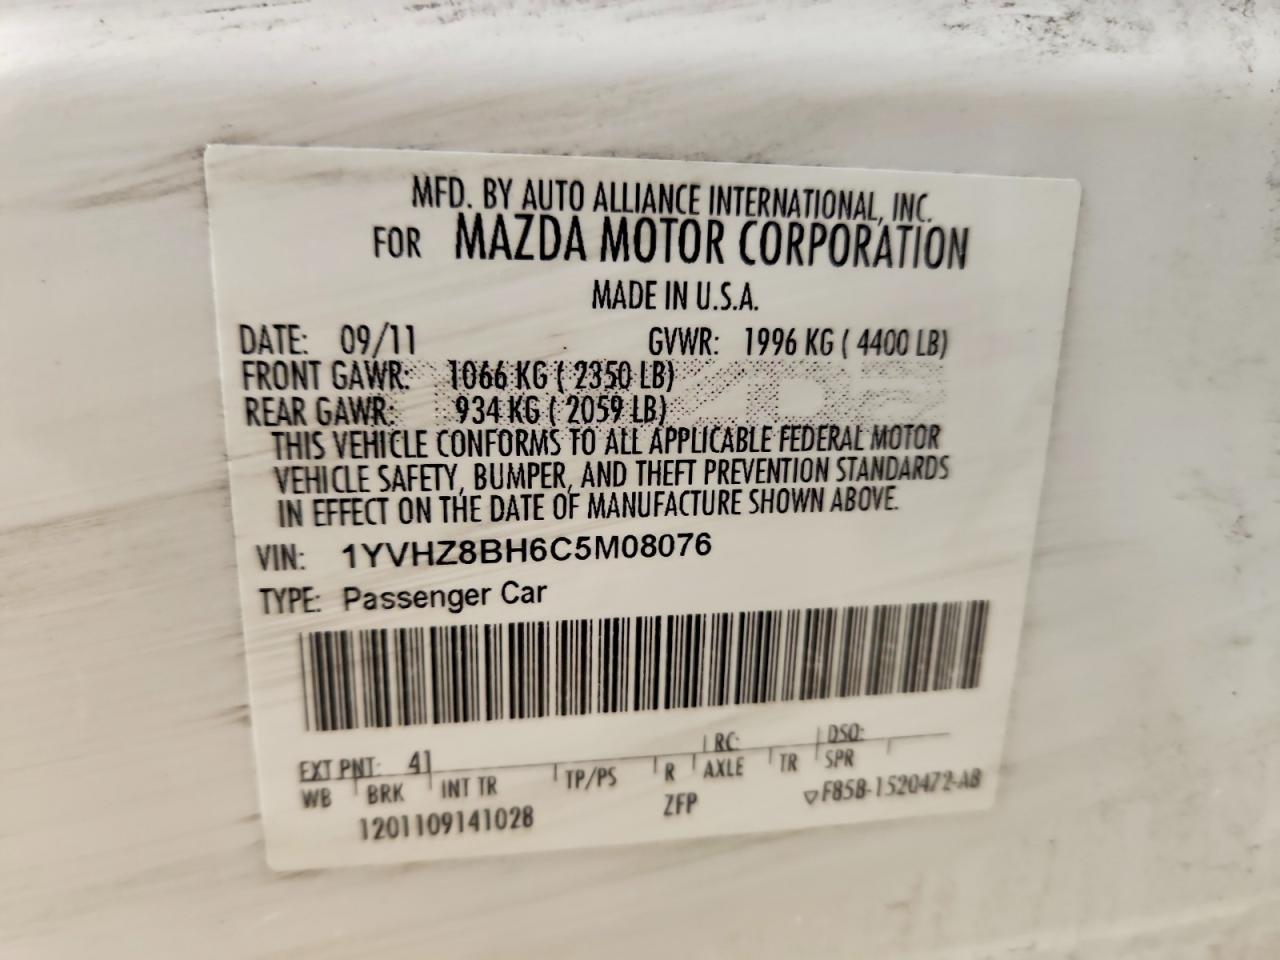 MFD. BY AUTO ALLIANCE INTERNATIONAL, INC.
FOR MAZDA MOTOR CORPORATION
MADE IN U.S.A.
DATE: 09/11 GVWR: 1996 KG ( 4400 LB)
FRONT GAWR: 1066 KG ( 2350 LB)
REAR GAWR: 934 KG ( 2059 LB)
THIS VEHICLE CONFORMS TO ALL APPLICABLE FEDERAL MOTOR
VEHICLE SAFETY, BUMPER, AND THEFT PREVENTION STANDARDS
IN EFFECT ON THE DATE OF MANUFACTURE SHOWN ABOVE.
VIN: 1YVHZ8BH6C5M08076
TYPE: Passenger Car
EXT PNT: 41 RC: DSO:
WB BRK INT TR TP/PS R AXLE TR SPR
1201109141028 ZFP ▽F85B-1520472-AB